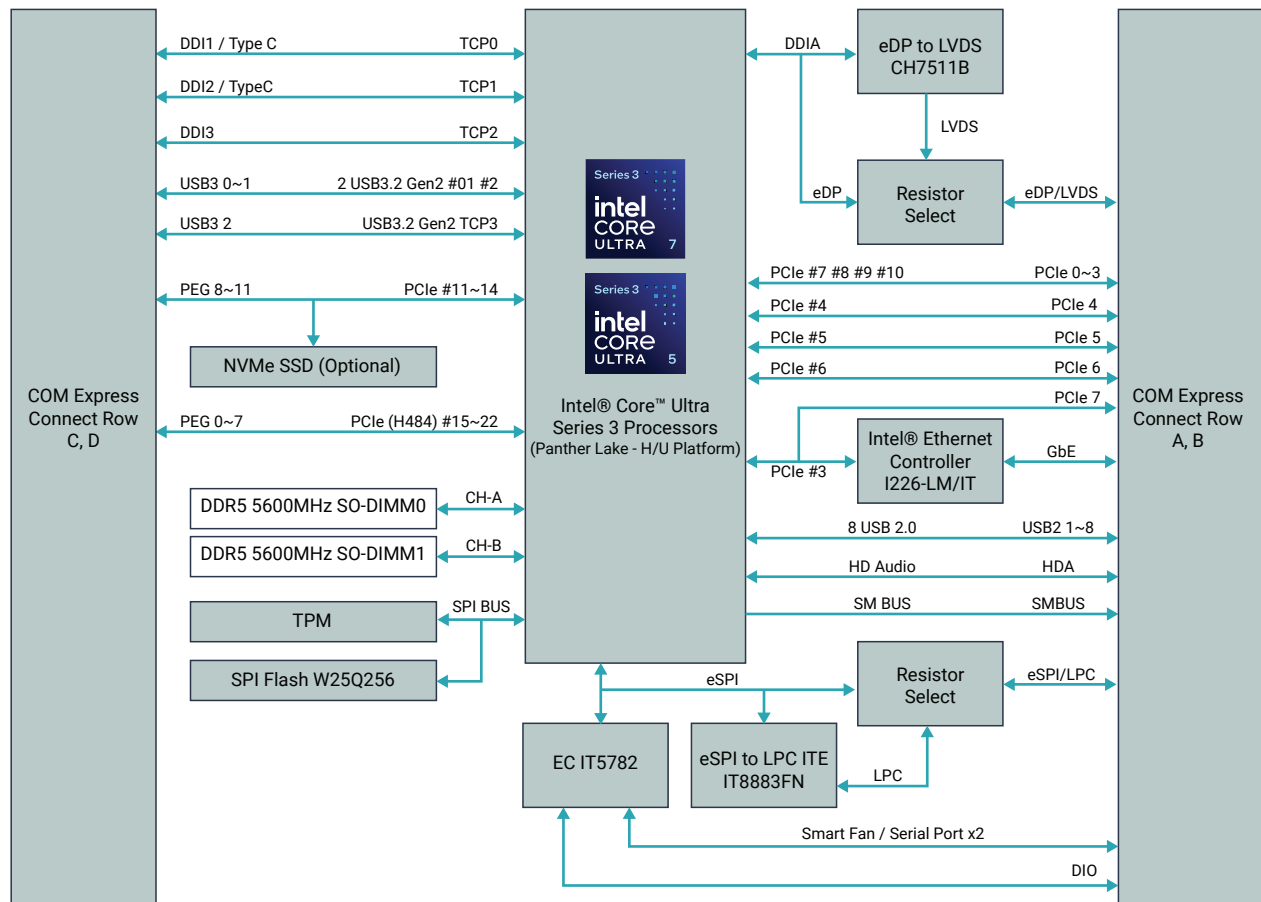 COM Express
Connect Row
C, D
DDI1 / Type C
TCP0
DDI2 / TypeC
TCP1
DDI3
TCP2
USB3 0~1
2 USB3.2 Gen2 #01 #2
USB3 2
USB3.2 Gen2 TCP3
PEG 8~11
PCIe #11~14
NVMe SSD (Optional)
PEG 0~7
PCIe (H484) #15~22
DDR5 5600MHz SO-DIMM0
CH-A
DDR5 5600MHz SO-DIMM1
CH-B
TPM
SPI BUS
SPI Flash W25Q256
Series 3
intel
CORE
ULTRA 7
Series 3
intel
CORE
ULTRA 5
Intel® Core™ Ultra
Series 3 Processors
(Panther Lake - H/U Platform)
DDIA
eDP to LVDS
CH7511B
LVDS
eDP
Resistor
Select
eDP/LVDS
PCIe #7 #8 #9 #10
PCIe 0~3
PCIe #4
PCIe 4
PCIe #5
PCIe 5
PCIe #6
PCIe 6
PCIe 7
PCIe #3
Intel® Ethernet
Controller
I226-LM/IT
GbE
8 USB 2.0
USB2 1~8
HD Audio
HDA
SM BUS
SMBUS
eSPI
Resistor
Select
eSPI/LPC
EC IT5782
eSPI to LPC ITE
IT8883FN
LPC
Smart Fan / Serial Port x2
DIO
COM Express
Connect Row
A, B